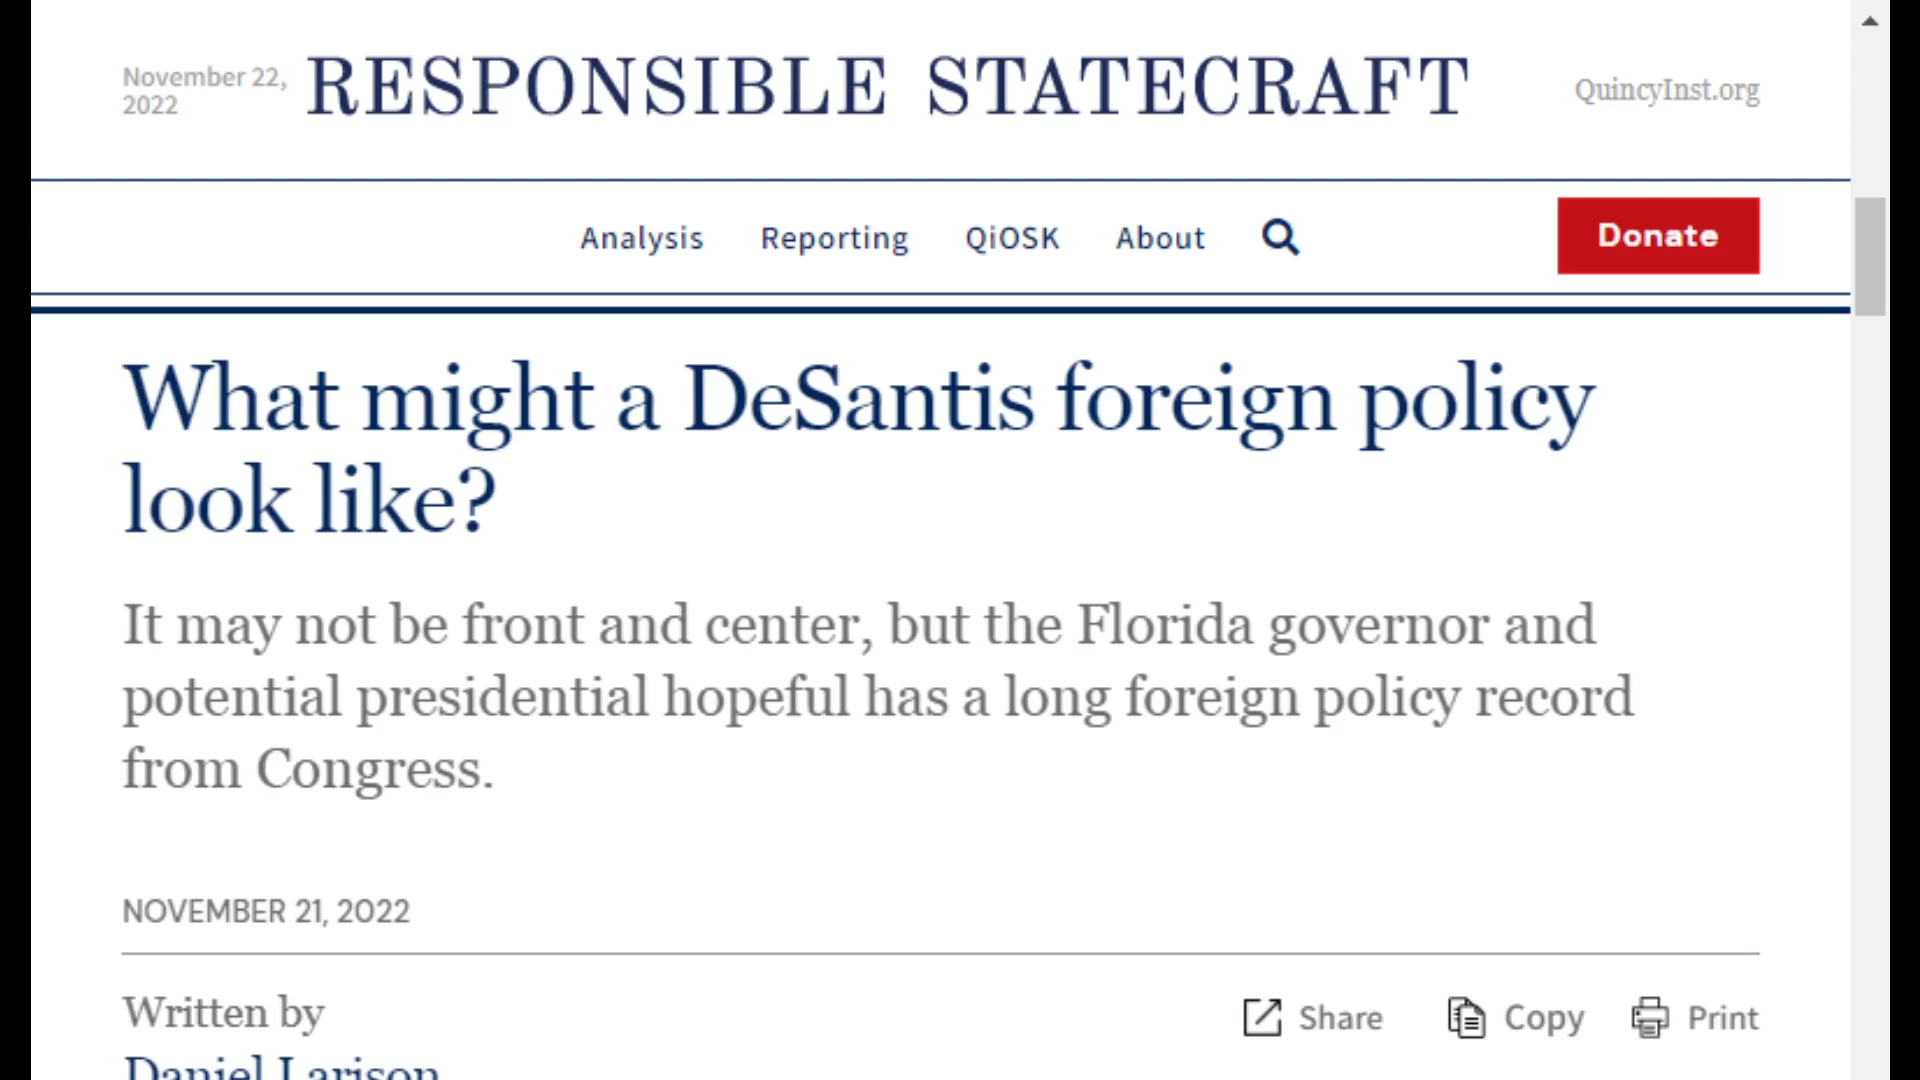 November 22,
2022
RESPONSIBLE STATECRAFT
QuincyInst.org
Analysis Reporting QiOSK About
Donate
What might a DeSantis foreign policy
look like?
It may not be front and center, but the Florida governor and
potential presidential hopeful has a long foreign policy record
from Congress.
NOVEMBER 21, 2022
Written by
Share Copy Print
Daniel Larison